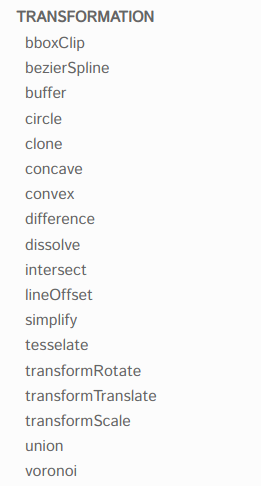 TRANSFORMATION
bboxClip
bezierSpline
buffer
circle
clone
concave
convex
difference
dissolve
intersect
lineOffset
simplify
tesselate
transformRotate
transformTranslate
transformScale
union
voronoi